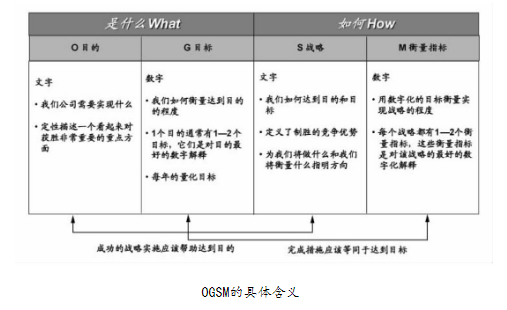 是什么What
如何How
O目的
G目标
S战略
M衡量指标
文字
• 我们公司需要实现什么
• 定性描述一个看起来对
获胜非常重要的重点方
面
数字
• 我们如何衡量达到目的
的程度
• 1个目的通常有1—2个
目标，它们是对目的最
好的数字解释
• 每年的量化目标
文字
• 我们如何达到目的和目
标
• 定义了制胜的竞争优势
• 为我们将做什么和我们
将衡量什么指明方向
数字
• 用数字化的目标衡量实
现战略的程度
• 每个战略都有1—2个衡
量指标，这些衡量指标
是对该战略的最好的数
字化解释
成功的战略实施应该帮助达到目的
完成措施应该等同于达到目标
OGSM的具体含义